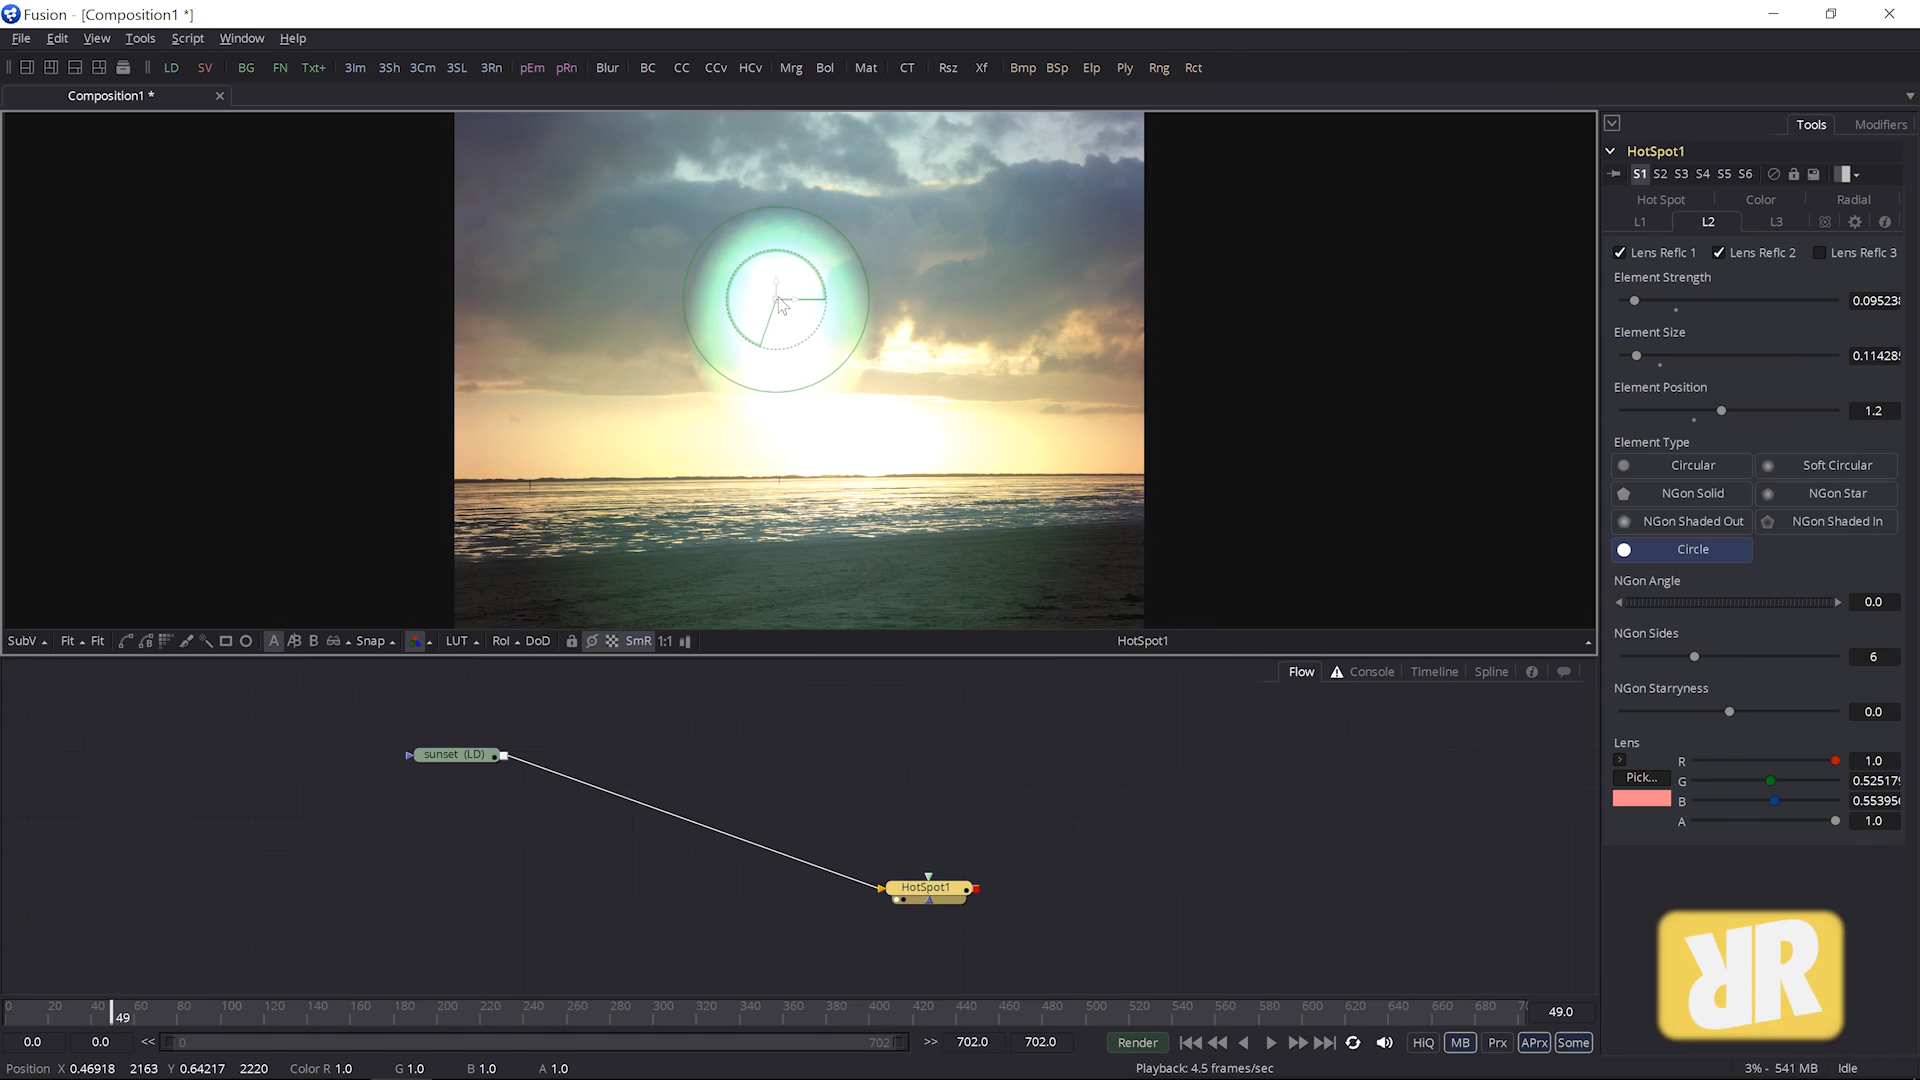 Fusion - [Composition1 *]
File Edit View Tools Script Window Help
LD SV BG FN Txt+ 3Im 3Sh 3Cm 3SL 3Rn pEm pRn Blur BC CC CCv HCv Mrg Bol Mat CT Rsz Xf Bmp BSp Elp Ply Rng Rct
Composition1 *
Tools Modifiers
HotSpot1
S1 S2 S3 S4 S5 S6
Hot Spot Color Radial
L1 L2 L3
Lens Reflc 1 Lens Reflc 2 Lens Reflc 3
Element Strength
0.09523
Element Size
0.11428
Element Position
1.2
Element Type
Circular Soft Circular
NGon Solid NGon Star
NGon Shaded Out NGon Shaded In
Circle
NGon Angle
0.0
NGon Sides
6
NGon Starryness
0.0
Lens
R 1.0
Pick... G 0.52517
B 0.55395
A 1.0
SubV Fit Fit A A|B B Snap LUT RoI DoD SmR 1:1 HotSpot1
Flow Console Timeline Spline
sunset (LD)
HotSpot1
RR
0 20 40 60 80 100 120 140 160 180 200 220 240 260 280 300 320 340 360 380 400 420 440 460 480 500 520 540 560 580 600 620 640 660 680
49
49.0
0.0 0.0 << 0 702 >> 702.0 702.0 Render HiQ MB Prx APrx Some
Position X 0.46918 2163 Y 0.64217 2220 Color R 1.0 G 1.0 B 1.0 A 1.0 Playback: 4.5 frames/sec 3% - 541 MB Idle